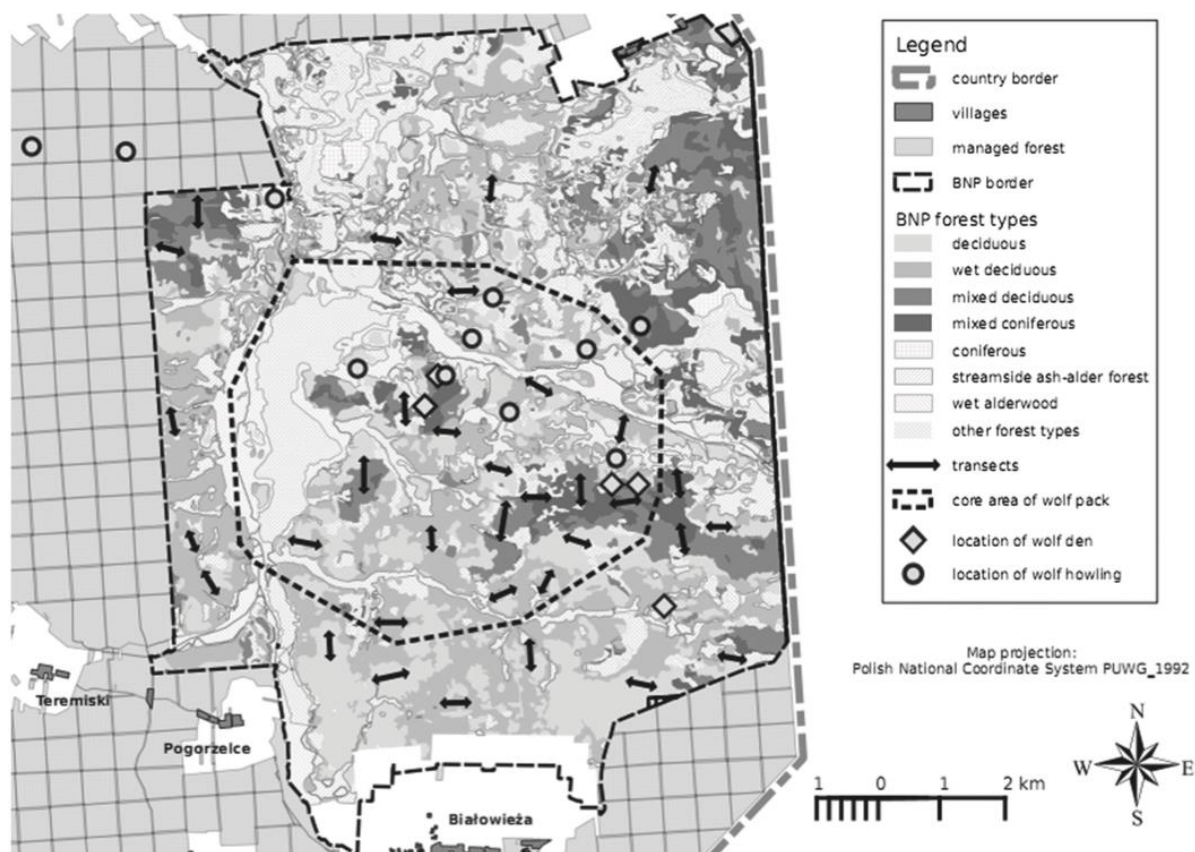 Legend
country border
villages
managed forest
BNP border
BNP forest types
deciduous
wet deciduous
mixed deciduous
mixed coniferous
coniferous
streamside ash-alder forest
wet alderwood
other forest types
transects
core area of wolf pack
location of wolf den
location of wolf howling
Map projection:
Polish National Coordinate System PUWG_1992
Teremiski
Pogorzelce
Białowieża
1 0 1 2 km
N
W E
S